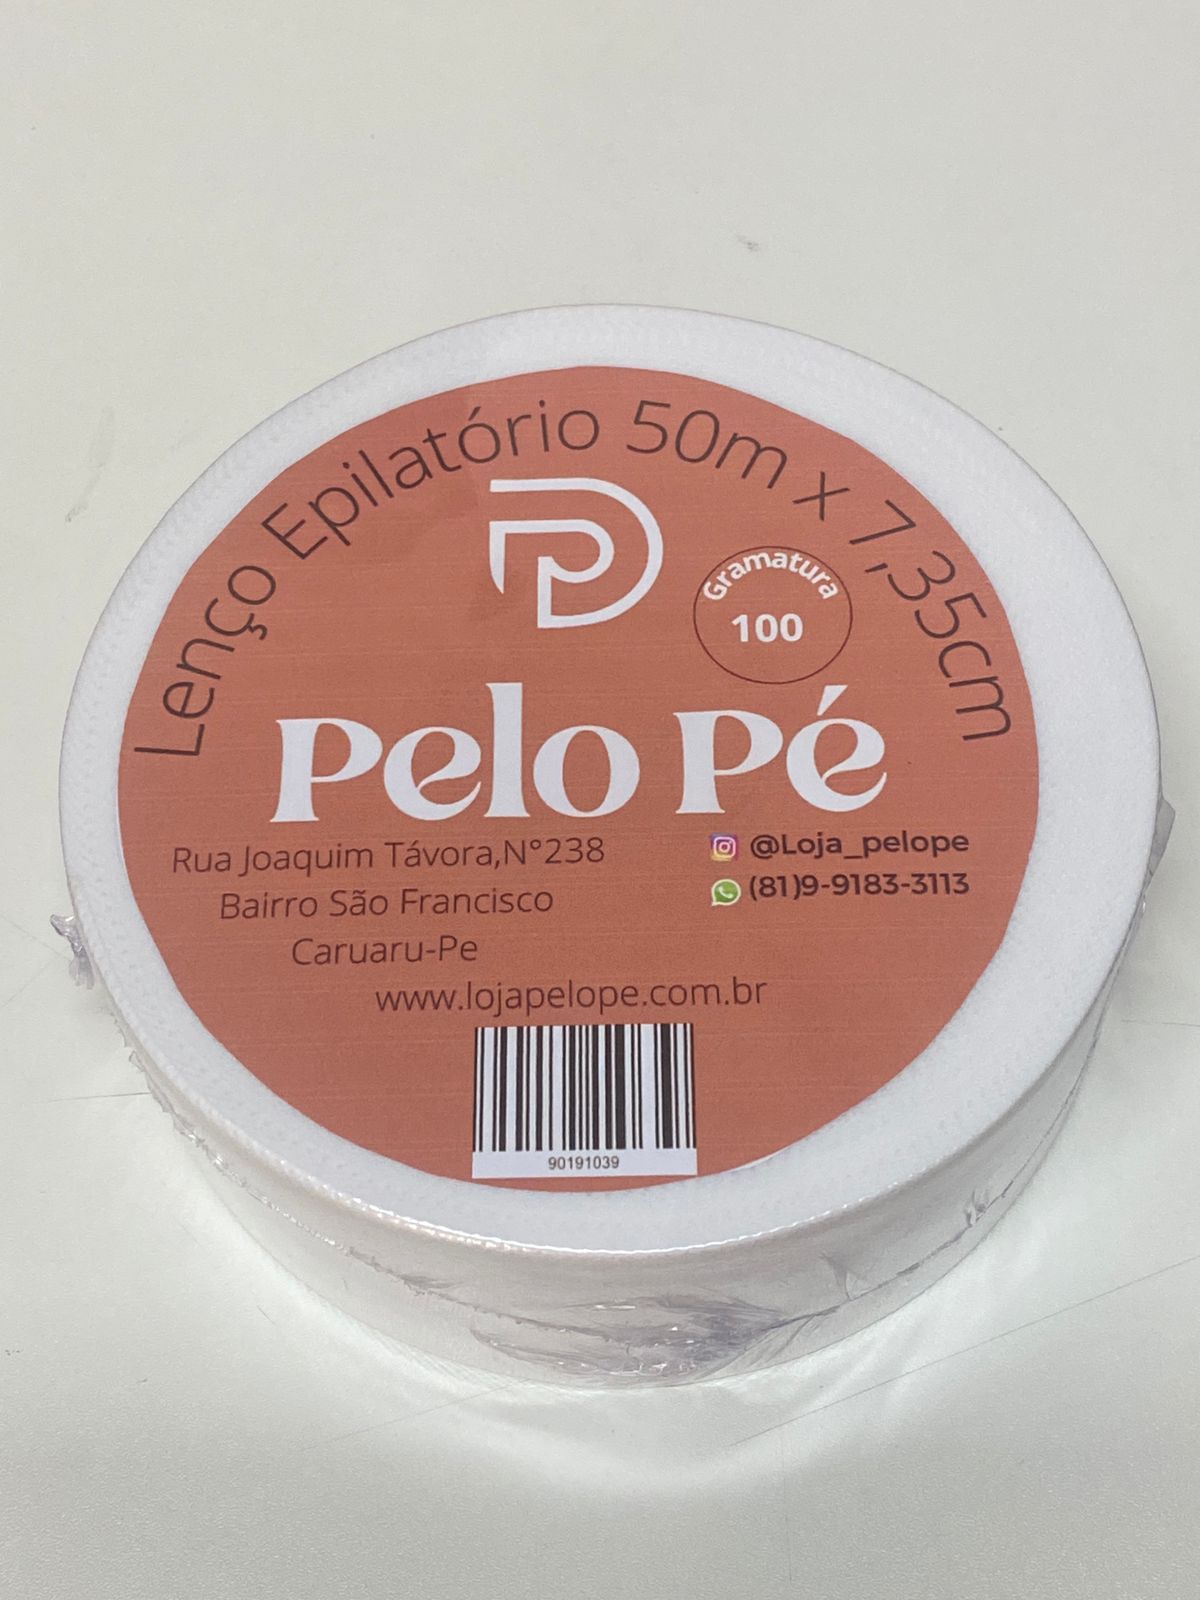 Lenço Epilatório 50m x 7,35cm
Gramatura
100
Pelo Pé
Rua Joaquim Távora,N°238
Bairro São Francisco
Caruaru-Pe
@Loja_pelope
(81)9-9183-3113
www.lojapelope.com.br
90191039